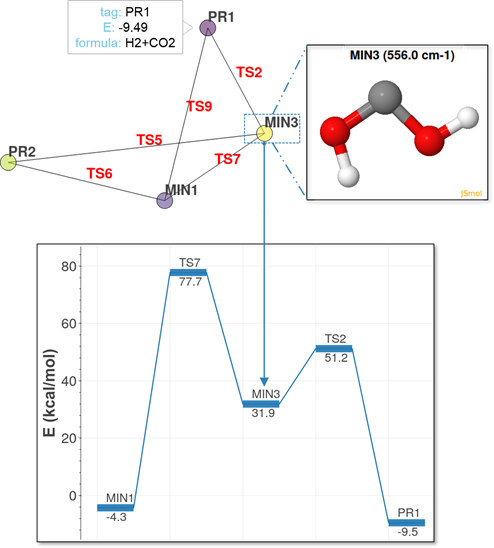 tag: PR1
E: -9.49
formula: H2+CO2
PR1
TS2
MIN3 (556.0 cm-1)
TS9
MIN3
TS5
PR2
TS7
TS6
MIN1
JSmol
E (kcal/mol)
80
60
40
20
0
TS7
77.7
TS2
51.2
MIN3
31.9
MIN1
-4.3
PR1
-9.5